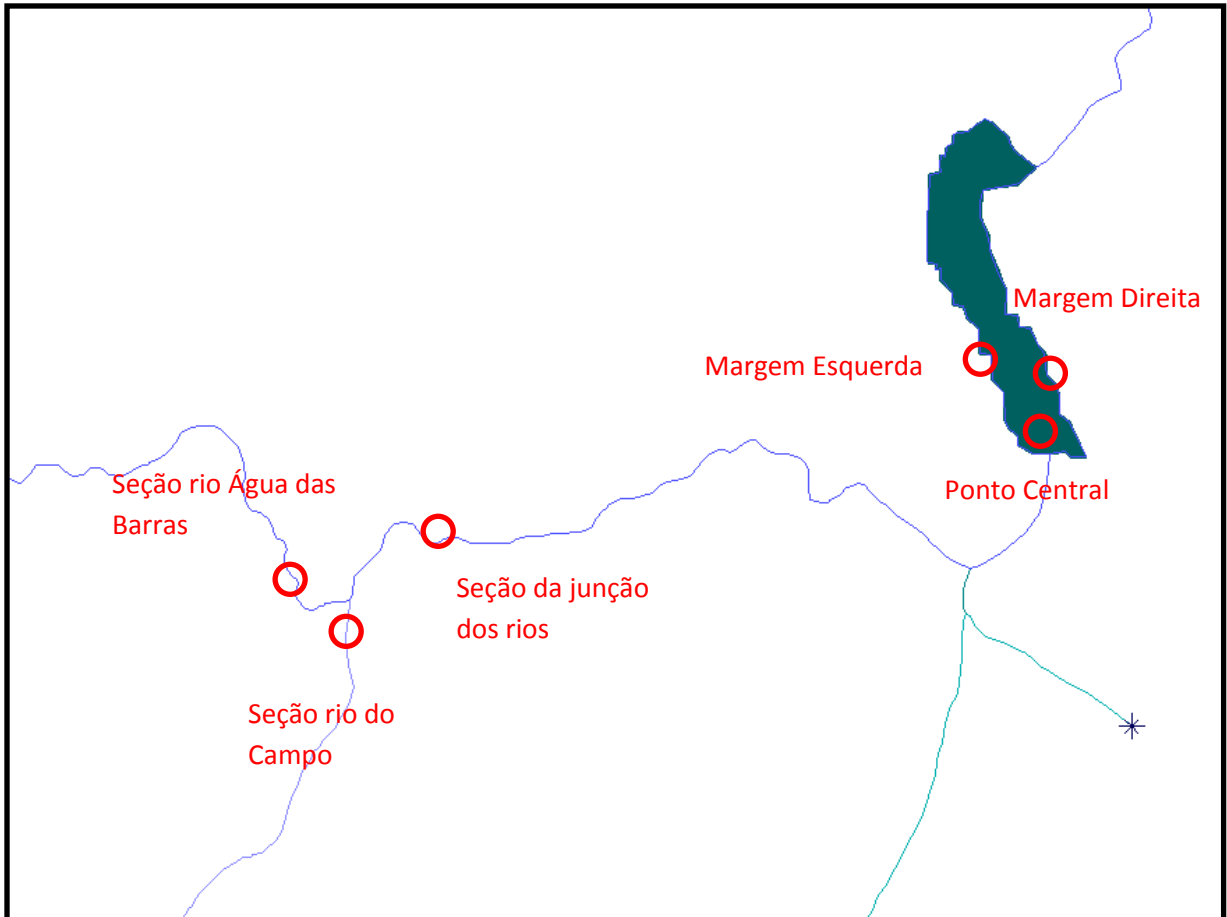 Margem Direita
Margem Esquerda
Seção rio Água das
Barras
Ponto Central
Seção da junção
dos rios
Seção rio do
Campo